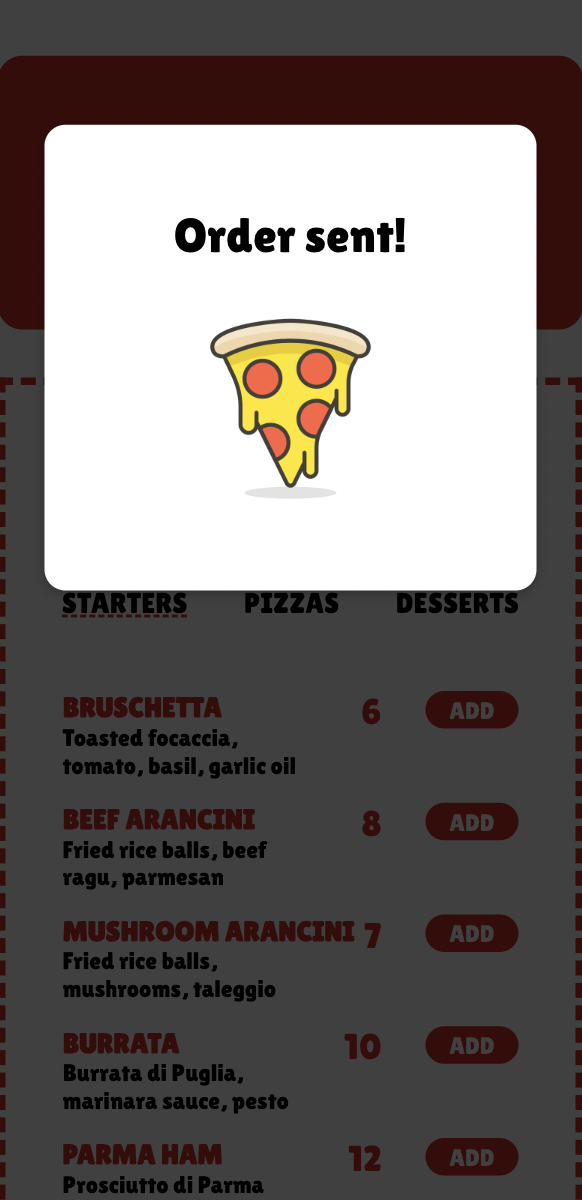 Order sent!
STARTERS PIZZAS DESSERTS
BRUSCHETTA 6 ADD
Toasted focaccia,
tomato, basil, garlic oil
BEEF ARANCINI 8 ADD
Fried rice balls, beef
ragu, parmesan
MUSHROOM ARANCINI 7 ADD
Fried rice balls,
mushrooms, taleggio
BURRATA 10 ADD
Burrata di Puglia,
marinara sauce, pesto
PARMA HAM 12 ADD
Prosciutto di Parma